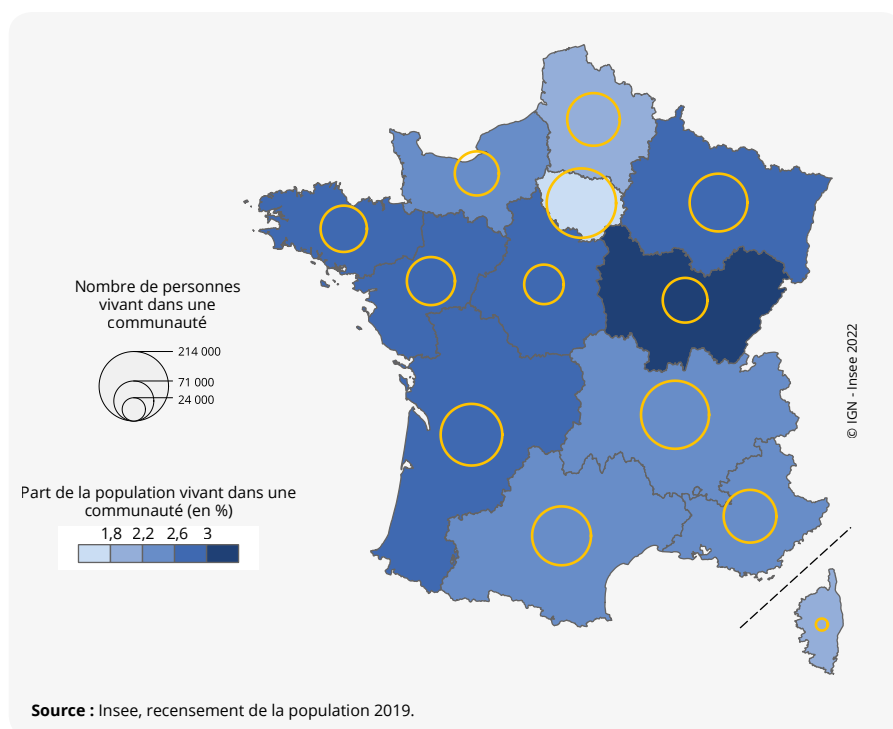 Nombre de personnes
vivant dans une
communauté
214 000
71 000
24 000
© IGN - Insee 2022
Part de la population vivant dans une
communauté (en %)
1,8 2,2 2,6 3
Source : Insee, recensement de la population 2019.